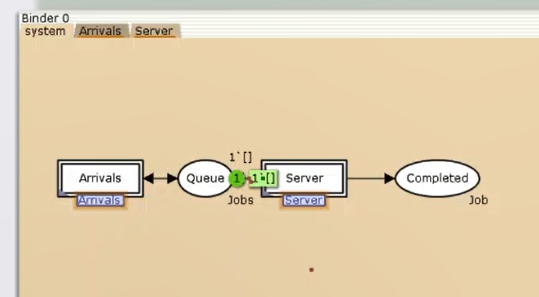 Binder 0
system Arrivals Server
1`[]
Arrivals Queue 1 1`[] Server Completed
Arrivals Jobs Server Job